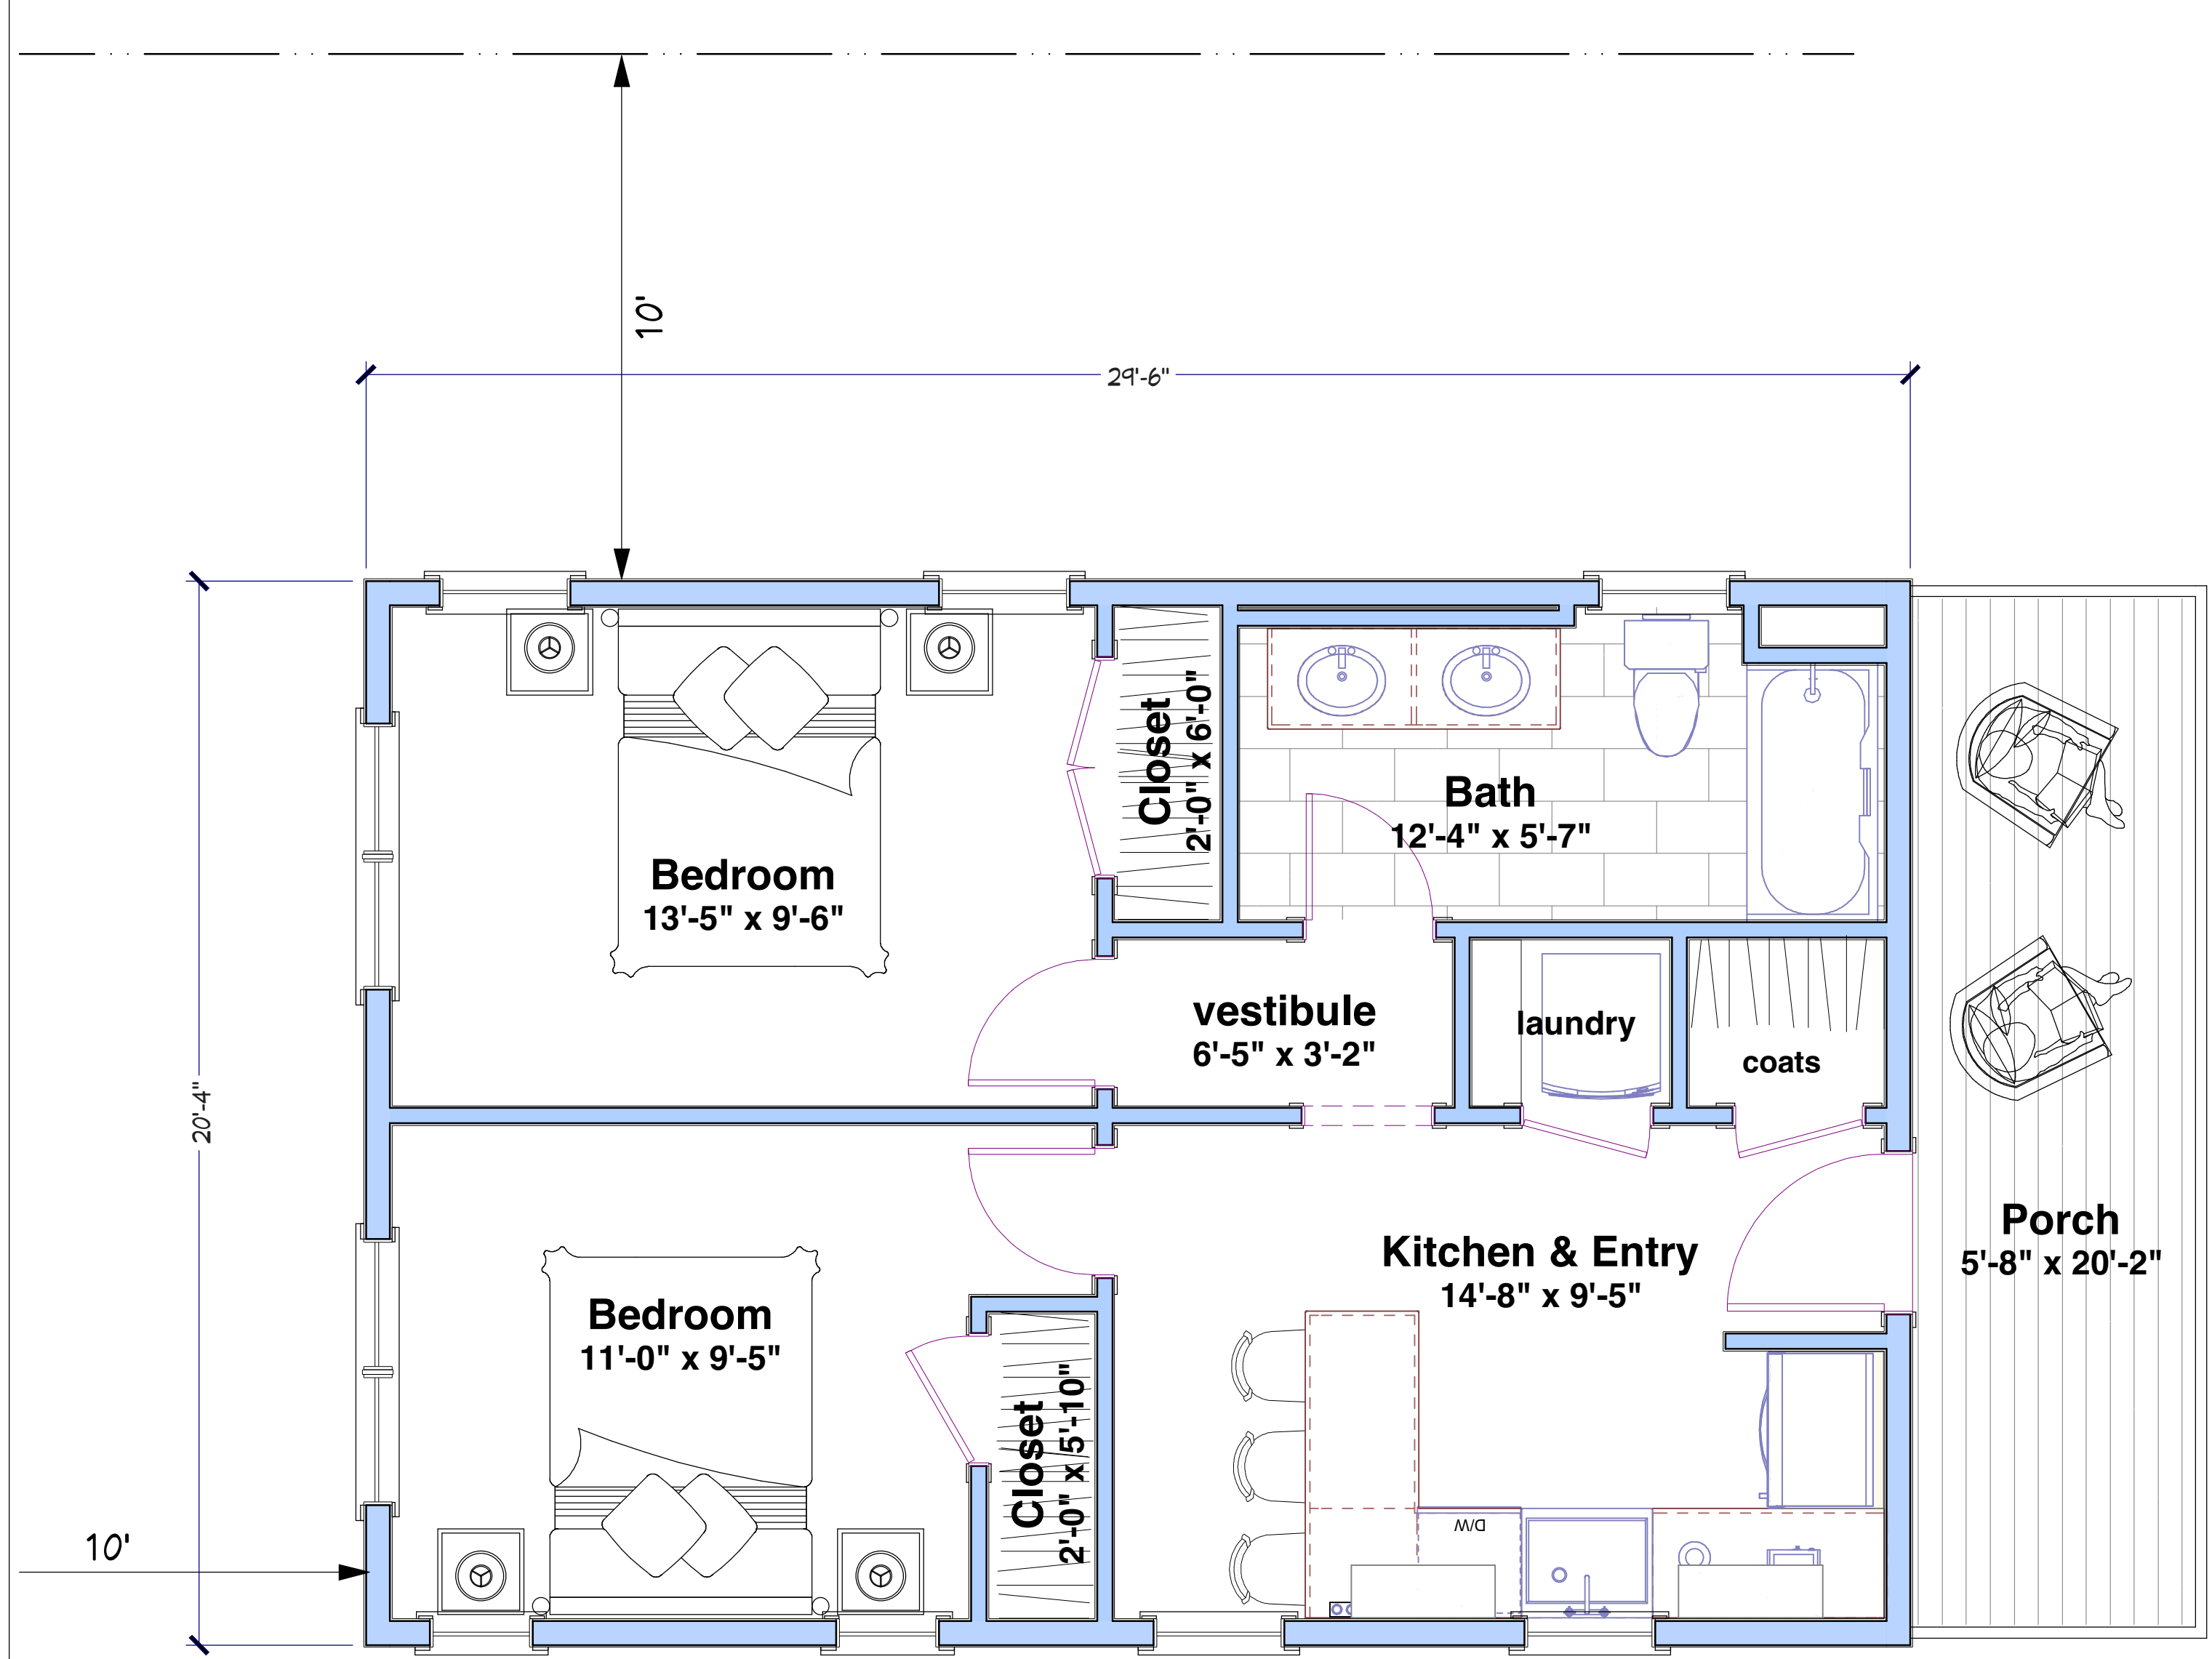 10'
29'-6"
20'-4"
Bedroom
13'-5" x 9'-6"
Closet
2'-0" x 6'-0"
Bath
12'-4" x 5'-7"
vestibule
6'-5" x 3'-2"
laundry
coats
Porch
5'-8" x 20'-2"
Kitchen & Entry
14'-8" x 9'-5"
Bedroom
11'-0" x 9'-5"
Closet
2'-0" x 5'-10"
D/W
10'